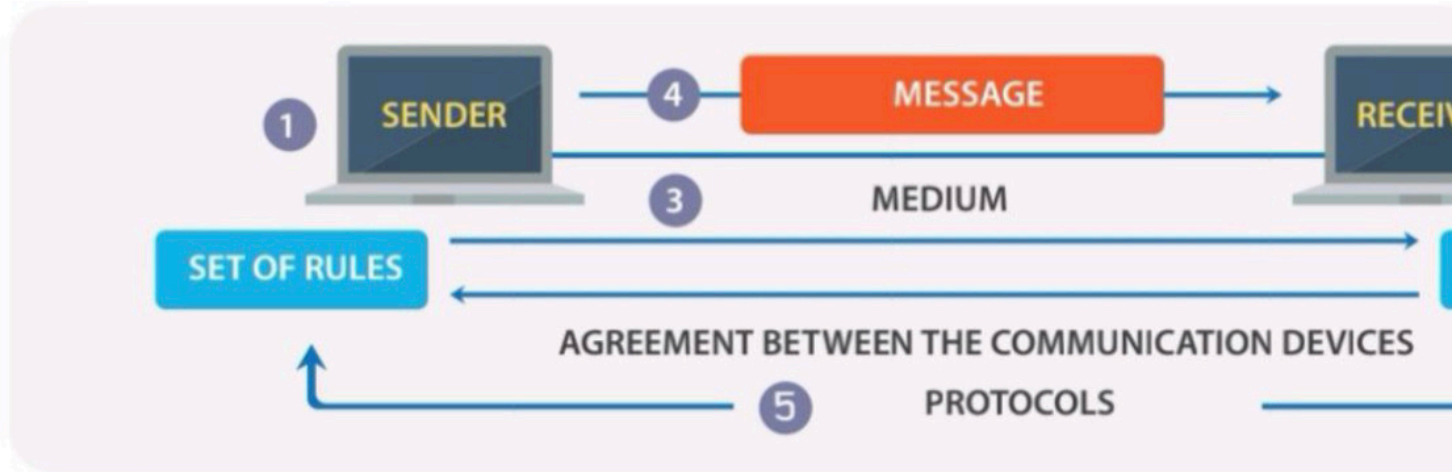 4 MESSAGE
1 SENDER RECEIV
3 MEDIUM
SET OF RULES
AGREEMENT BETWEEN THE COMMUNICATION DEVICES
5 PROTOCOLS